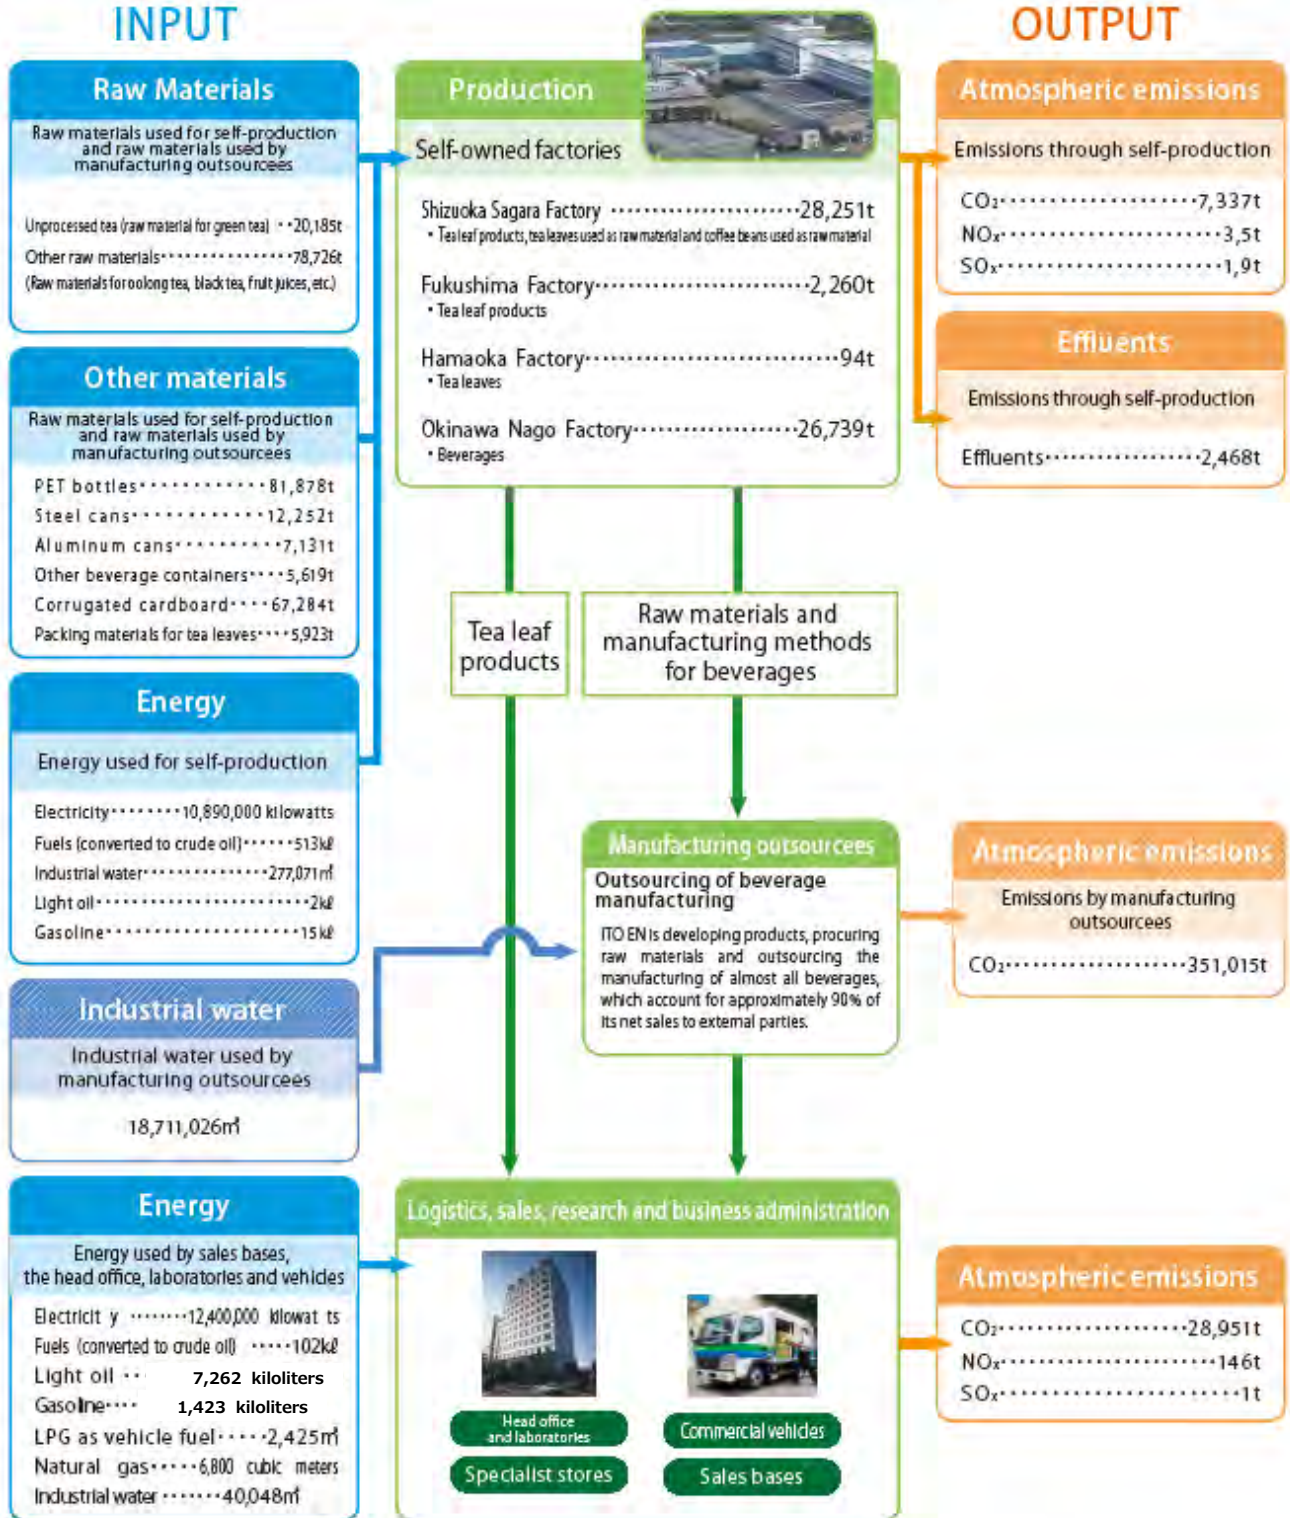 INPUT
Raw Materials
Raw materials used for self-production
and raw materials used by
manufacturing outsourcees
Unprocessed tea (raw material for green tea) ··20,185t
Other raw materials················78,726t
(Raw materials for oolong tea, black tea, fruit juices, etc.)
Other materials
Raw materials used for self-production
and raw materials used by
manufacturing outsourcees
PET bottles············81,878t
Steel cans·············12,252t
Aluminum cans··········7,131t
Other beverage containers····5,619t
Corrugated cardboard····67,284t
Packing materials for tea leaves····5,923t
Energy
Energy used for self-production
Electricity········10,890,000 kilowatts
Fuels (converted to crude oil)······513kℓ
Industrial water···············277,071㎥
Light oil·······················2kℓ
Gasoline····················15kℓ
Industrial water
Industrial water used by
manufacturing outsourcees
18,711,026㎥
Energy
Energy used by sales bases,
the head office, laboratories and vehicles
Electricit y ········12,400,000 kilowat ts
Fuels (converted to crude oil) ·····102kℓ
Light oil ·· 7,262 kiloliters
Gasoline···· 1,423 kiloliters
LPG as vehicle fuel·····2,425㎥
Natural gas·····6,800 cubic meters
Industrial water ·······40,048㎥
Production
Self-owned factories
Shizuoka Sagara Factory ·······················28,251t
• Tea leaf products, tea leaves used as raw material and coffee beans used as raw material
Fukushima Factory··························2,260t
• Tea leaf products
Hamaoka Factory····························94t
• Tea leaves
Okinawa Nago Factory····················26,739t
• Beverages
Tea leaf
products
Raw materials and
manufacturing methods
for beverages
Manufacturing outsourcees
Outsourcing of beverage
manufacturing
ITO EN is developing products, procuring
raw materials and outsourcing the
manufacturing of almost all beverages,
which account for approximately 90% of
its net sales to external parties.
Logistics, sales, research and business administration
Head office
and laboratories
Commercial vehicles
Specialist stores
Sales bases
OUTPUT
Atmospheric emissions
Emissions through self-production
CO₂····················7,337t
NOx·······················3,5t
SOx·······················1,9t
Effluents
Emissions through self-production
Effluents·················2,468t
Atmospheric emissions
Emissions by manufacturing
outsourcees
CO₂····················351,015t
Atmospheric emissions
CO₂····················28,951t
NOx·······················146t
SOx·························1t